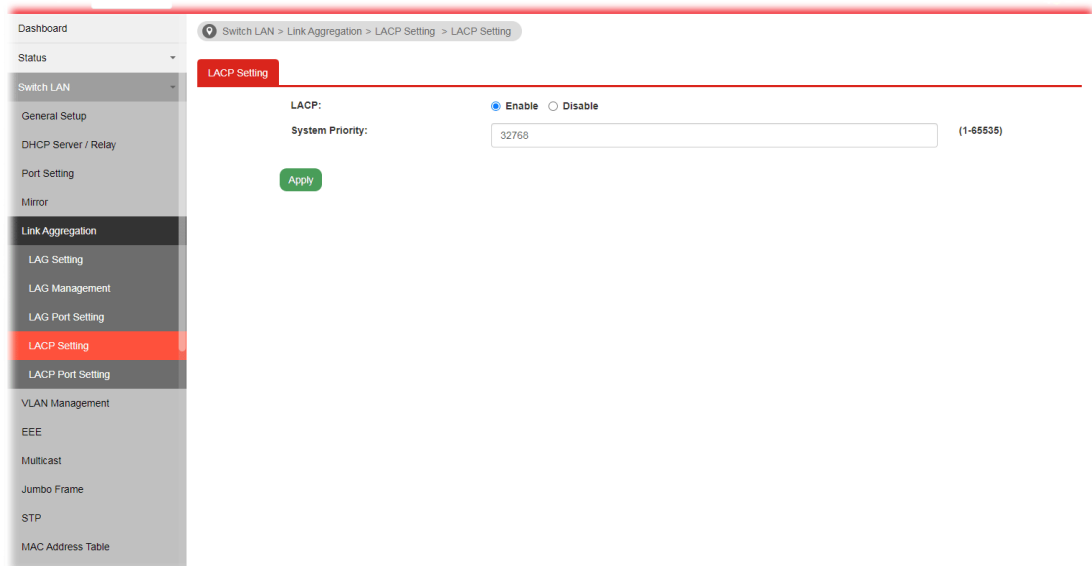 Dashboard
Status
Switch LAN
General Setup
DHCP Server / Relay
Port Setting
Mirror
Link Aggregation
LAG Setting
LAG Management
LAG Port Setting
LACP Setting
LACP Port Setting
VLAN Management
EEE
Multicast
Jumbo Frame
STP
MAC Address Table
Switch LAN > Link Aggregation > LACP Setting > LACP Setting
LACP Setting
LACP: Enable Disable
System Priority: 32768 (1-65535)
Apply